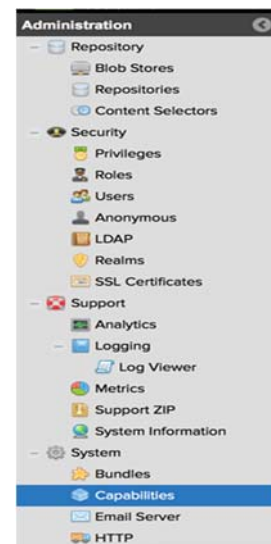 Administration
Repository
Blob Stores
Repositories
Content Selectors
Security
Privileges
Roles
Users
Anonymous
LDAP
Realms
SSL Certificates
Support
Analytics
Logging
Log Viewer
Metrics
Support ZIP
System Information
System
Bundles
Capabilities
Email Server
HTTP